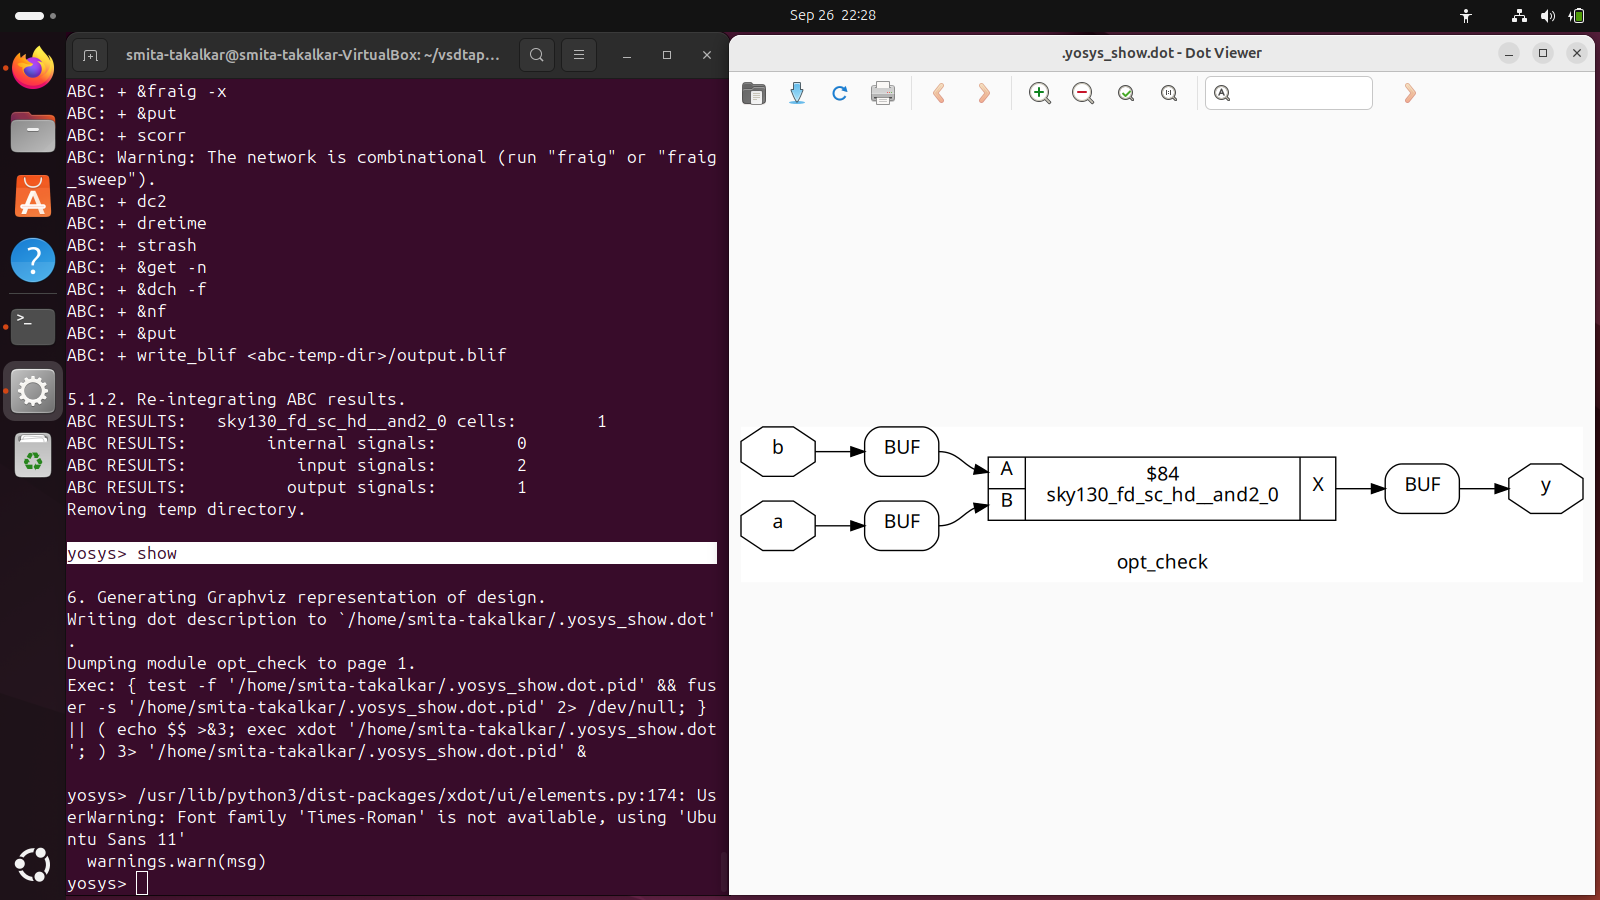 Sep 26 22:28
smita-takalkar@smita-takalkar-VirtualBox: ~/vsdtap...
ABC: + &fraig -x
ABC: + &put
ABC: + scorr
ABC: Warning: The network is combinational (run "fraig" or "fraig
_sweep").
ABC: + dc2
ABC: + dretime
ABC: + strash
ABC: + &get -n
ABC: + &dch -f
ABC: + &nf
ABC: + &put
ABC: + write_blif <abc-temp-dir>/output.blif
5.1.2. Re-integrating ABC results.
ABC RESULTS:   sky130_fd_sc_hd__and2_0 cells:        1
ABC RESULTS:        internal signals:        0
ABC RESULTS:           input signals:        2
ABC RESULTS:          output signals:        1
Removing temp directory.
yosys> show
6. Generating Graphviz representation of design.
Writing dot description to `/home/smita-takalkar/.yosys_show.dot'
.
Dumping module opt_check to page 1.
Exec: { test -f '/home/smita-takalkar/.yosys_show.dot.pid' && fus
er -s '/home/smita-takalkar/.yosys_show.dot.pid' 2> /dev/null; }
|| ( echo $$ >&3; exec xdot '/home/smita-takalkar/.yosys_show.dot
'; ) 3> '/home/smita-takalkar/.yosys_show.dot.pid' &
yosys> /usr/lib/python3/dist-packages/xdot/ui/elements.py:174: Us
erWarning: Font family 'Times-Roman' is not available, using 'Ubu
ntu Sans 11'
  warnings.warn(msg)
yosys>
.yosys_show.dot - Dot Viewer
b
BUF
a
BUF
A
B
$84
sky130_fd_sc_hd__and2_0
X
BUF
y
opt_check